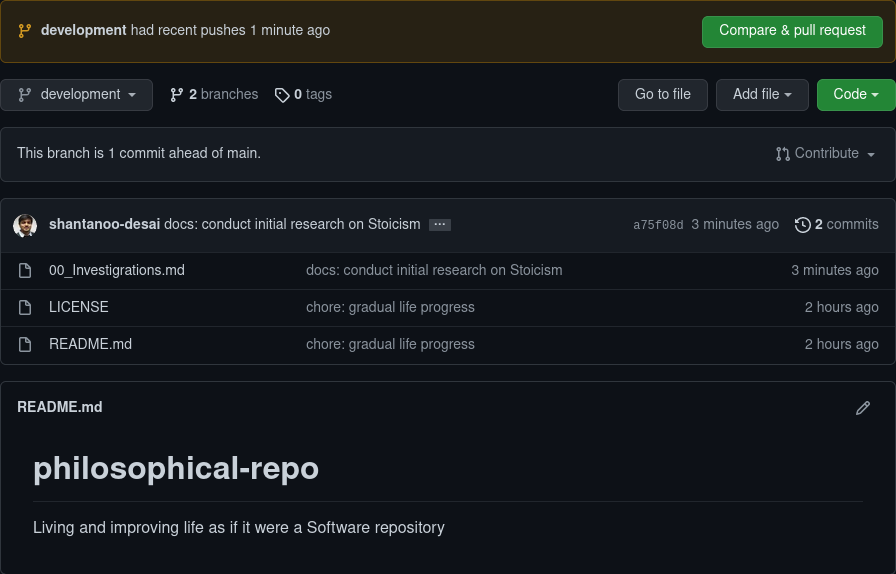 development had recent pushes 1 minute ago Compare & pull request
development 2 branches 0 tags Go to file Add file Code
This branch is 1 commit ahead of main. Contribute
shantanoo-desai docs: conduct initial research on Stoicism ... a75f08d 3 minutes ago 2 commits
00_Investigrations.md docs: conduct initial research on Stoicism 3 minutes ago
LICENSE chore: gradual life progress 2 hours ago
README.md chore: gradual life progress 2 hours ago
README.md
philosophical-repo
Living and improving life as if it were a Software repository